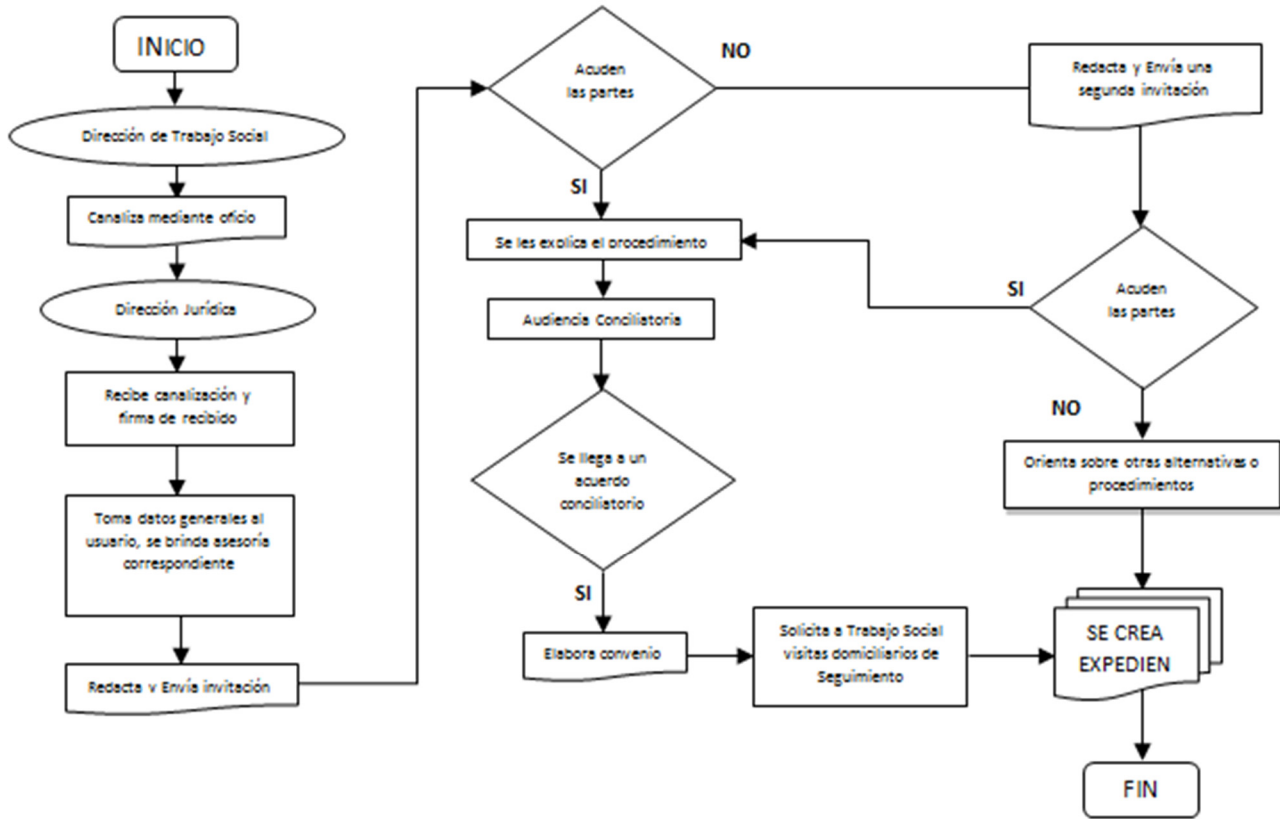 INICIO
Dirección de Trabajo Social
Canaliza mediante oficio
Dirección Jurídica
Recibe canalización y
firma de recibido
Toma datos generales al
usuario, se brinda asesoría
correspondiente
Redacta y Envía invitación
Acuden
las partes
NO
SI
Se les explica el procedimiento
Audiencia Conciliatoria
Se llega a un
acuerdo
conciliatorio
SI
Elabora convenio
Solicita a Trabajo Social
visitas domiciliarios de
Seguimiento
Redacta y Envía una
segunda invitación
Acuden
las partes
SI
NO
Orienta sobre otras alternativas o
procedimientos
SE CREA
EXPEDIEN
FIN